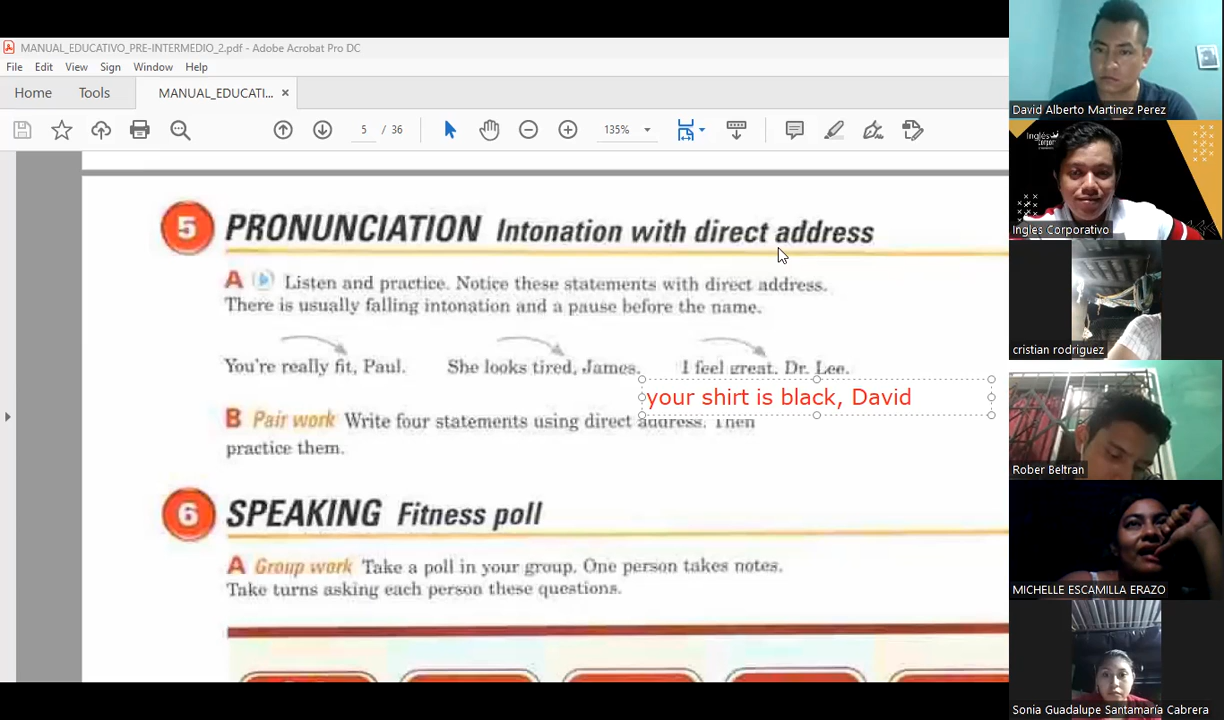 MANUAL_EDUCATIVO_PRE-INTERMEDIO_2.pdf - Adobe Acrobat Pro DC
File Edit View Sign Window Help
Home Tools MANUAL_EDUCATI... ×
5 / 36 135%
5 PRONUNCIATION Intonation with direct address
A Listen and practice. Notice these statements with direct address.
There is usually falling intonation and a pause before the name.
You're really fit, Paul. She looks tired, James. I feel great, Dr. Lee.
your shirt is black, David
B Pair work Write four statements using direct address. Then
practice them.
6 SPEAKING Fitness poll
A Group work Take a poll in your group. One person takes notes.
Take turns asking each person these questions.
David Alberto Martinez Perez
Inglés
Corpor
Ingles Corporativo
cristian rodriguez
Rober Beltran
MICHELLE ESCAMILLA ERAZO
Sonia Guadalupe Santamaría Cabrera